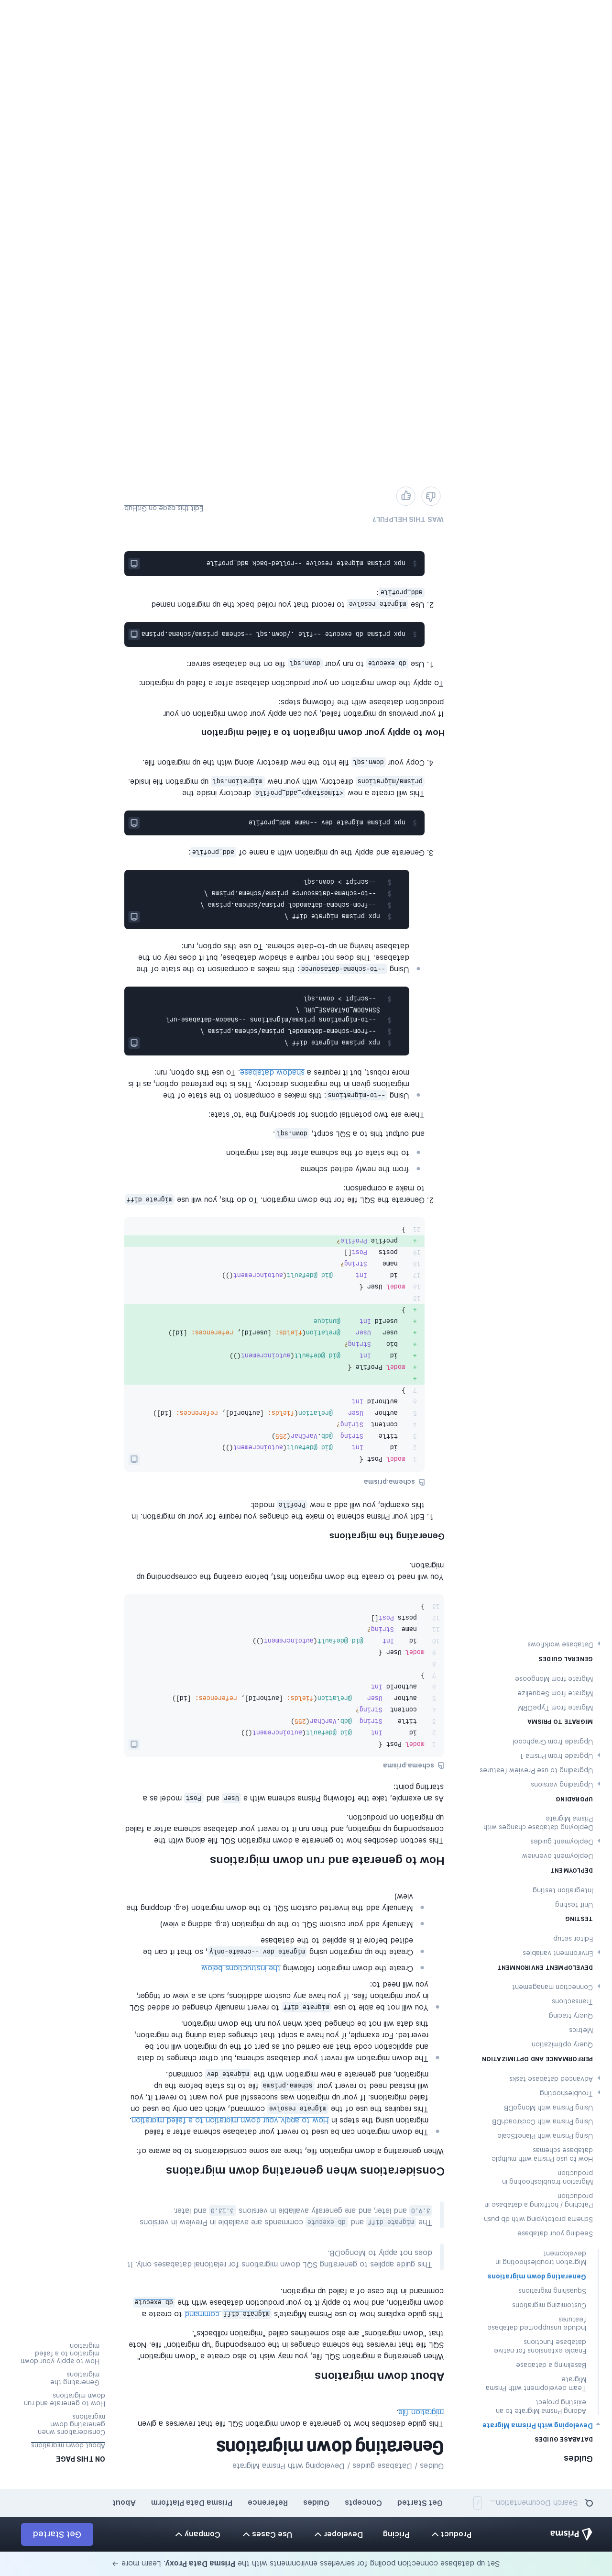 Set up database connection pooling for serverless environments with the Prisma Data Proxy. Learn more →
Prisma
Product
Pricing
Developer
Use Cases
Company
Get Started
Search Documentation...
/
Get Started
Concepts
Guides
Reference
Prisma Data Platform
About
Guides
DATABASE GUIDES
Developing with Prisma Migrate
Adding Prisma Migrate to an
existing project
Team development with Prisma
Migrate
Baselining a database
Enable extensions for native
database functions
Include unsupported database
features
Customizing migrations
Squashing migrations
Generating down migrations
Migration troubleshooting in
development
Seeding your database
Schema prototyping with db push
Patching / hotfixing a database in
production
Migration troubleshooting in
production
How to use Prisma with multiple
database schemas
Using Prisma with PlanetScale
Using Prisma with CockroachDB
Using Prisma with MongoDB
Troubleshooting
Advanced database tasks
PERFORMANCE AND OPTIMIZATION
Query optimization
Metrics
Query tracing
Transactions
Connection management
DEVELOPMENT ENVIRONMENT
Environment variables
Editor setup
TESTING
Unit testing
Integration testing
DEPLOYMENT
Deployment overview
Deployment guides
Deploying database changes with
Prisma Migrate
UPGRADING
Upgrading versions
Upgrading to use Preview features
Upgrade from Prisma 1
Upgrade from Graphcool
MIGRATE TO PRISMA
Migrate from TypeORM
Migrate from Sequelize
Migrate from Mongoose
GENERAL GUIDES
Database workflows
Guides / Database guides / Developing with Prisma Migrate
Generating down migrations
This guide describes how to generate a down migration SQL file that reverses a given
migration file.
About down migrations
When generating a migration SQL file, you may wish to also create a "down migration"
SQL file that reverses the schema changes in the corresponding "up migration" file. Note
that "down migrations" are also sometimes called "migration rollbacks".
This guide explains how to use Prisma Migrate's migrate diff command to create a
down migration, and how to apply it to your production database with the db execute
command in the case of a failed up migration.
This guide applies to generating SQL down migrations for relational databases only. It
does not apply to MongoDB.
The migrate diff and db execute commands are available in Preview in versions
3.9.0 and later, and are generally available in versions 3.13.0 and later.
Considerations when generating down migrations
When generating a down migration file, there are some considerations to be aware of:
The down migration can be used to revert your database schema after a failed
migration using the steps in How to apply your down migration to a failed migration.
This requires the use of the migrate resolve command, which can only be used on
failed migrations. If your up migration was successful and you want to revert it, you
will instead need to revert your schema.prisma file to its state before the up
migration, and generate a new migration with the migrate dev command.
The down migration will revert your database schema, but other changes to data
and application code that are carried out as part of the up migration will not be
reverted. For example, if you have a script that changes data during the migration,
this data will not be changed back when you run the down migration.
You will not be able to use migrate diff to revert manually changed or added SQL
in your migration files. If you have any custom additions, such as a view or trigger,
you will need to:
Create the down migration following the instructions below
Create the up migration using migrate dev --create-only, so that it can be
edited before it is applied to the database
Manually add your custom SQL to the up migration (e.g. adding a view)
Manually add the inverted custom SQL to the down migration (e.g. dropping the
view)
How to generate and run down migrations
This section describes how to generate a down migration SQL file along with the
corresponding up migration, and then run it to revert your database schema after a failed
up migration on production.
As an example, take the following Prisma schema with a User and Post model as a
starting point:
schema.prisma
1 model Post {
2 id Int @id @default(autoincrement())
3 title String @db.VarChar(255)
4 content String?
5 author User @relation(fields: [authorId], references: [id])
6 authorId Int
7 }
8
9 model User {
10 id Int @id @default(autoincrement())
11 name String?
12 posts Post[]
13 }
You will need to create the down migration first, before creating the corresponding up
migration.
Generating the migrations
1. Edit your Prisma schema to make the changes you require for your up migration. In
this example, you will add a new Profile model:
schema.prisma
1 model Post {
2 id Int @id @default(autoincrement())
3 title String @db.VarChar(255)
4 content String?
5 author User @relation(fields: [authorId], references: [id])
6 authorId Int
7 }
+
+ model Profile {
+ id Int @id @default(autoincrement())
+ bio String?
+ user User @relation(fields: [userId], references: [id])
+ userId Int @unique
+ }
15
16 model User {
17 id Int @id @default(autoincrement())
18 name String?
19 posts Post[]
+ profile Profile?
21 }
2. Generate the SQL file for the down migration. To do this, you will use migrate diff
to make a comparison:
from the newly edited schema
to the state of the schema after the last migration
and output this to a SQL script, down.sql.
There are two potential options for specifying the 'to' state:
Using --to-migrations: this makes a comparison to the state of the
migrations given in the migrations directory. This is the preferred option, as it is
more robust, but it requires a shadow database. To use this option, run:
$ npx prisma migrate diff \
$ --from-schema-datamodel prisma/schema.prisma \
$ --to-migrations prisma/migrations --shadow-database-url
$SHADOW_DATABASE_URL \
$ --script > down.sql
Using --to-schema-datasource: this makes a comparison to the state of the
database. This does not require a shadow database, but it does rely on the
database having an up-to-date schema. To use this option, run:
$ npx prisma migrate diff \
$ --from-schema-datamodel prisma/schema.prisma \
$ --to-schema-datasource prisma/schema.prisma \
$ --script > down.sql
3. Generate and apply the up migration with a name of add_profile:
$ npx prisma migrate dev --name add_profile
This will create a new <timestamp>_add_profile directory inside the
prisma/migrations directory, with your new migration.sql up migration file inside.
4. Copy your down.sql file into the new directory along with the up migration file.
How to apply your down migration to a failed migration
If your previous up migration failed, you can apply your down migration on your
production database with the following steps:
To apply the down migration on your production database after a failed up migration:
1. Use db execute to run your down.sql file on the database server:
$ npx prisma db execute --file ./down.sql --schema prisma/schema.prisma
2. Use migrate resolve to record that you rolled back the up migration named
add_profile:
$ npx prisma migrate resolve --rolled-back add_profile
WAS THIS HELPFUL?
Edit this page on GitHub
ON THIS PAGE
About down migrations
Considerations when
generating down
migrations
How to generate and run
down migrations
Generating the
migrations
How to apply your down
migration to a failed
migration